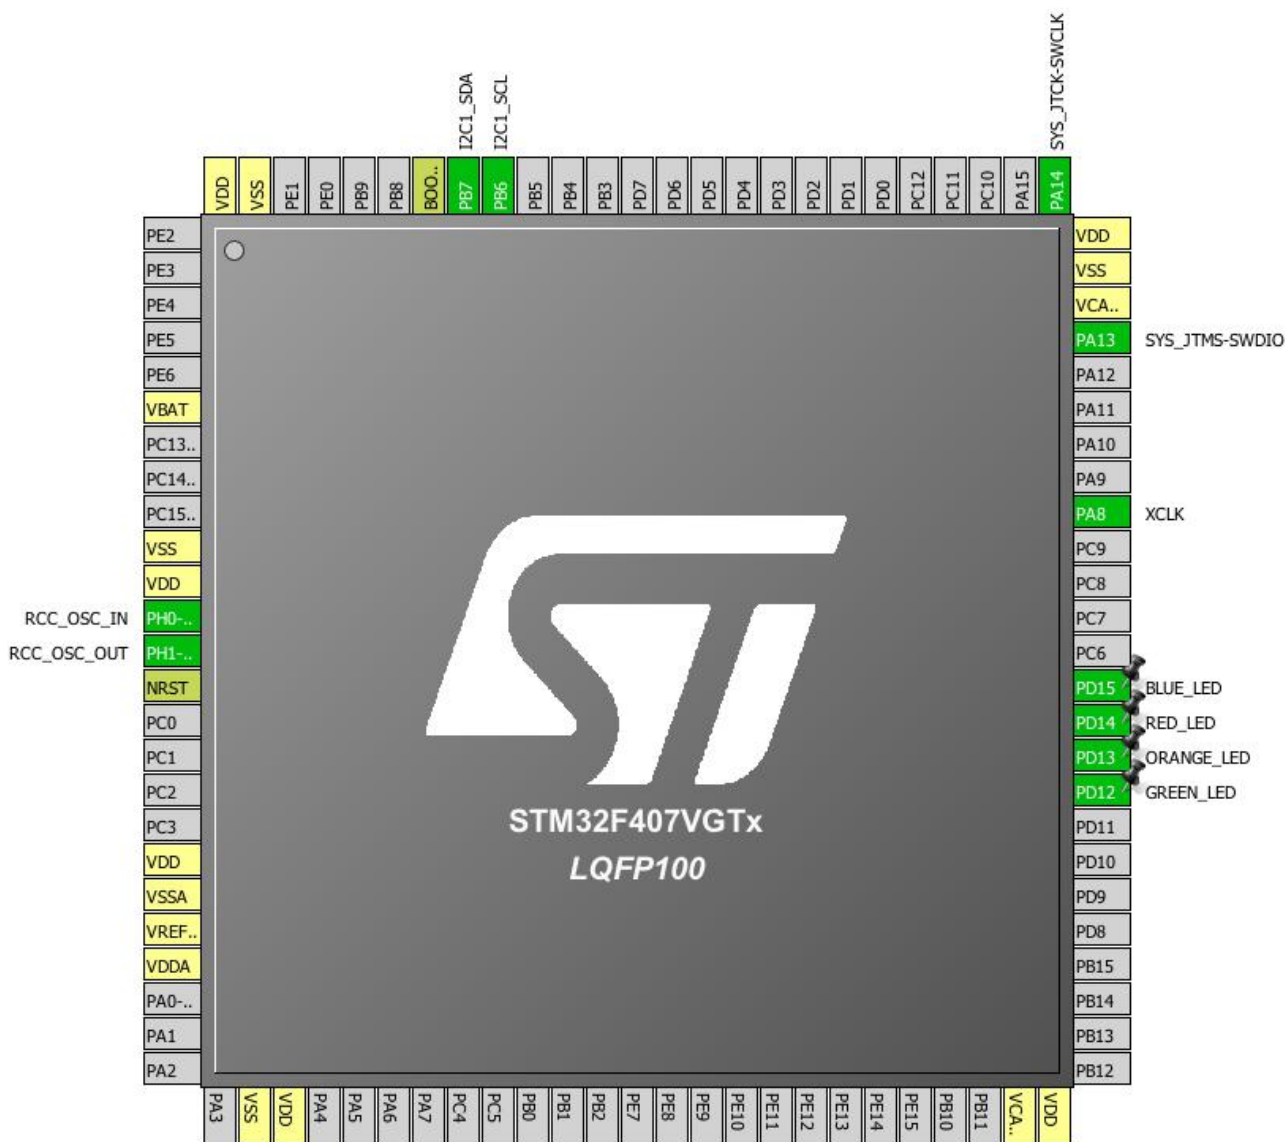 SYS_JTCK-SWCLK
I2C1_SDA
I2C1_SCL
VDD
VSS
PE1
PE0
PB9
PB8
BOO..
PB7
PB6
PB5
PB4
PB3
PD7
PD6
PD5
PD4
PD3
PD2
PD1
PD0
PC12
PC11
PC10
PA15
PA14
PE2
PE3
PE4
PE5
PE6
VBAT
PC13..
PC14..
PC15..
VSS
VDD
RCC_OSC_IN PH0-..
RCC_OSC_OUT PH1-..
NRST
PC0
PC1
PC2
PC3
VDD
VSSA
VREF..
VDDA
PA0-..
PA1
PA2
ST
STM32F407VGTx
LQFP100
VDD
VSS
VCA..
PA13 SYS_JTMS-SWDIO
PA12
PA11
PA10
PA9
PA8 XCLK
PC9
PC8
PC7
PC6
PD15 BLUE_LED
PD14 RED_LED
PD13 ORANGE_LED
PD12 GREEN_LED
PD11
PD10
PD9
PD8
PB15
PB14
PB13
PB12
PA3
VSS
VDD
PA4
PA5
PA6
PA7
PC4
PC5
PB0
PB1
PB2
PE7
PE8
PE9
PE10
PE11
PE12
PE13
PE14
PE15
PB10
PB11
VCA..
VDD